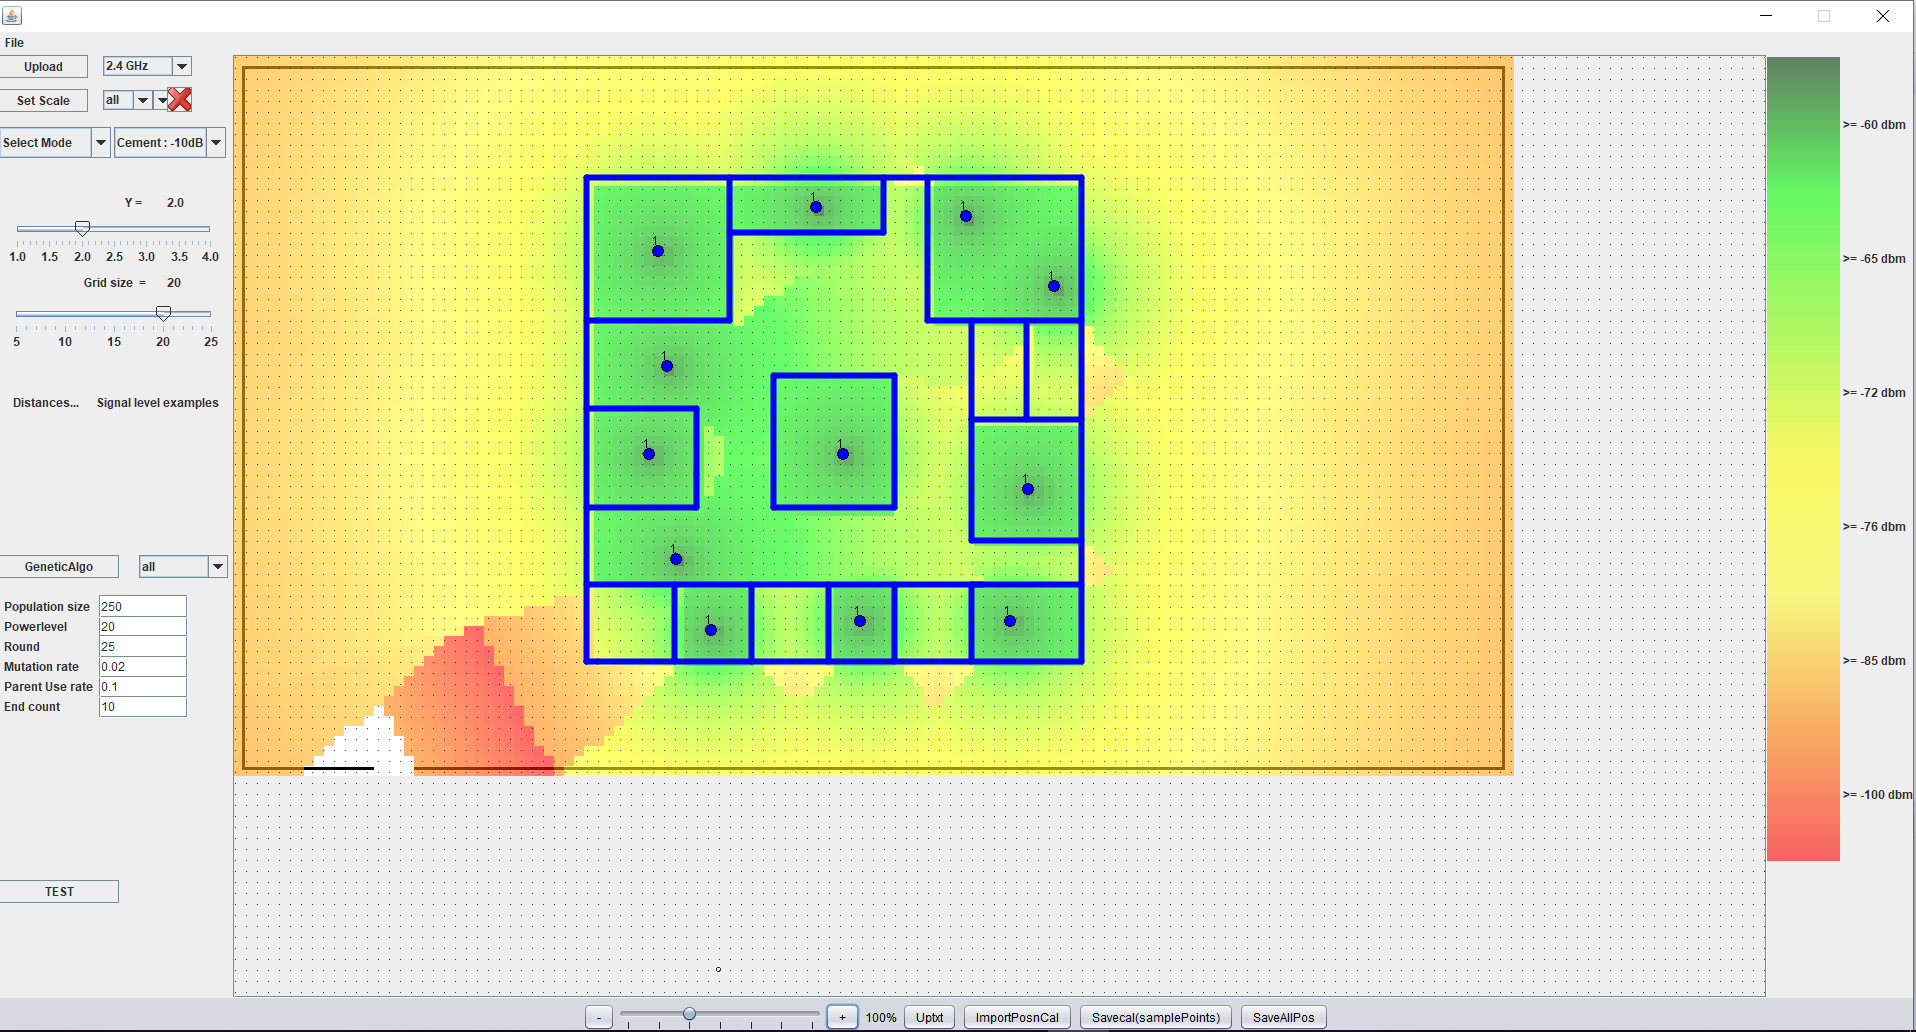 File
Upload 2.4 GHz
Set Scale all
Select Mode Cement : -10dB
Y = 2.0
1.0 1.5 2.0 2.5 3.0 3.5 4.0
Grid size = 20
5 10 15 20 25
Distances... Signal level examples
GeneticAlgo all
Population size 250
Powerlevel 20
Round 25
Mutation rate 0.02
Parent Use rate 0.1
End count 10
TEST
1
1
1
1
1
1
1
1
1
1
1
1
>= -60 dbm
>= -65 dbm
>= -72 dbm
>= -76 dbm
>= -85 dbm
>= -100 dbm
- + 100% Uptxt ImportPosnCal Savecal(samplePoints) SaveAllPos